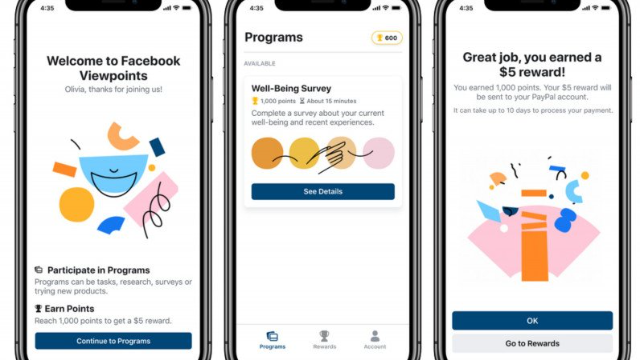 4:35
Welcome to Facebook
Viewpoints
Olivia, thanks for joining us!
Participate in Programs
Programs can be tasks, research, surveys or
trying new products.
Earn Points
Reach 1,000 points to get a $5 reward.
Continue to Programs
4:35
Programs
600
AVAILABLE
Well-Being Survey
1,000 points About 15 minutes
Complete a survey about your current
well-being and recent experiences.
See Details
Programs Rewards Account
4:35
Great job, you earned a
$5 reward!
You earned 1,000 points. Your $5 reward will
be sent to your PayPal account.
It can take up to 10 days to process your payment.
OK
Go to Rewards